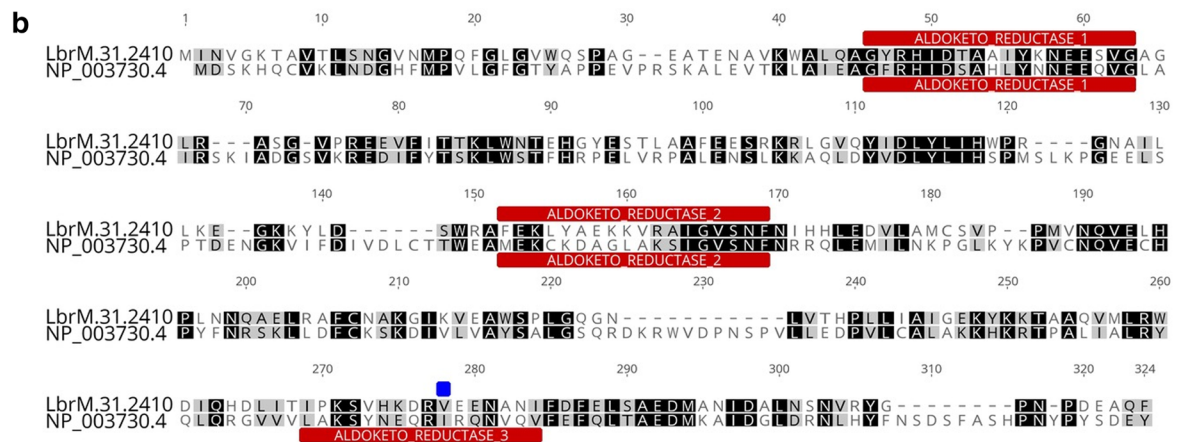 b
1 10 20 30 40 50 60
ALDOKETO_REDUCTASE_1
LbrM.31.2410 MINVGKTAVTLSNGVNMPQFGLGVWQSPAG--EATENAVKWALQAGYRHIDTAAIYKNEESVGAG
NP_003730.4 MDSKHQCVKLNDGHFMPVLGFGTYAPPEVPRSKALEVTKLAIEAGFRHIDSAHLYNNEEQVGLA
ALDOKETO_REDUCTASE_1
70 80 90 100 110 120 130
LbrM.31.2410 LR---ASG-VPREEVFITTKLWNTEHGYESTLAAFEESRKRLGVQYIDLYLIHWPR----GNAIL
NP_003730.4 IRSKIADGSVKREDIFYTSKLWSTFHRPELVRPALENSLKKAQLDYVDLYLIHSPMSLKPGEELS
140 150 160 170 180 190
ALDOKETO_REDUCTASE_2
LbrM.31.2410 LKE--GKKYLD------SWRAFEKLYAEKKVRAIGVSNFNIHHLEDVLAMCSVP--PMVNQVELH
NP_003730.4 PTDENGKVIFDIVDLCTTWEAMEKCKDAGLAKSIGVSNFNRRQLEMILNKPGLKYKPVCNQVECH
ALDOKETO_REDUCTASE_2
200 210 220 230 240 250 260
LbrM.31.2410 PLNNQAELRAFCNAKGIKVEAWSPLGQGN-----------LVTHPLLIAIGEKYKKTAAQVMLRW
NP_003730.4 PYFNRSKLLDFCKSKDIVLVAYSALGSQRDKRWVDPNSPVLLEDPVLCALAKKHKRTPALIALRY
270 280 290 300 310 320 324
LbrM.31.2410 DIQHDLITIPKSVHKDRVEENANIFDFELSAEDMANIDALNSNVRYG--------PN-PDEAQF
NP_003730.4 QLQRGVVVLAKSYNEQRIRQNVQVFEFQLTAEDMKAIDGLDRNLHYFNSDSFASHPNYPYSDEY
ALDOKETO_REDUCTASE_3